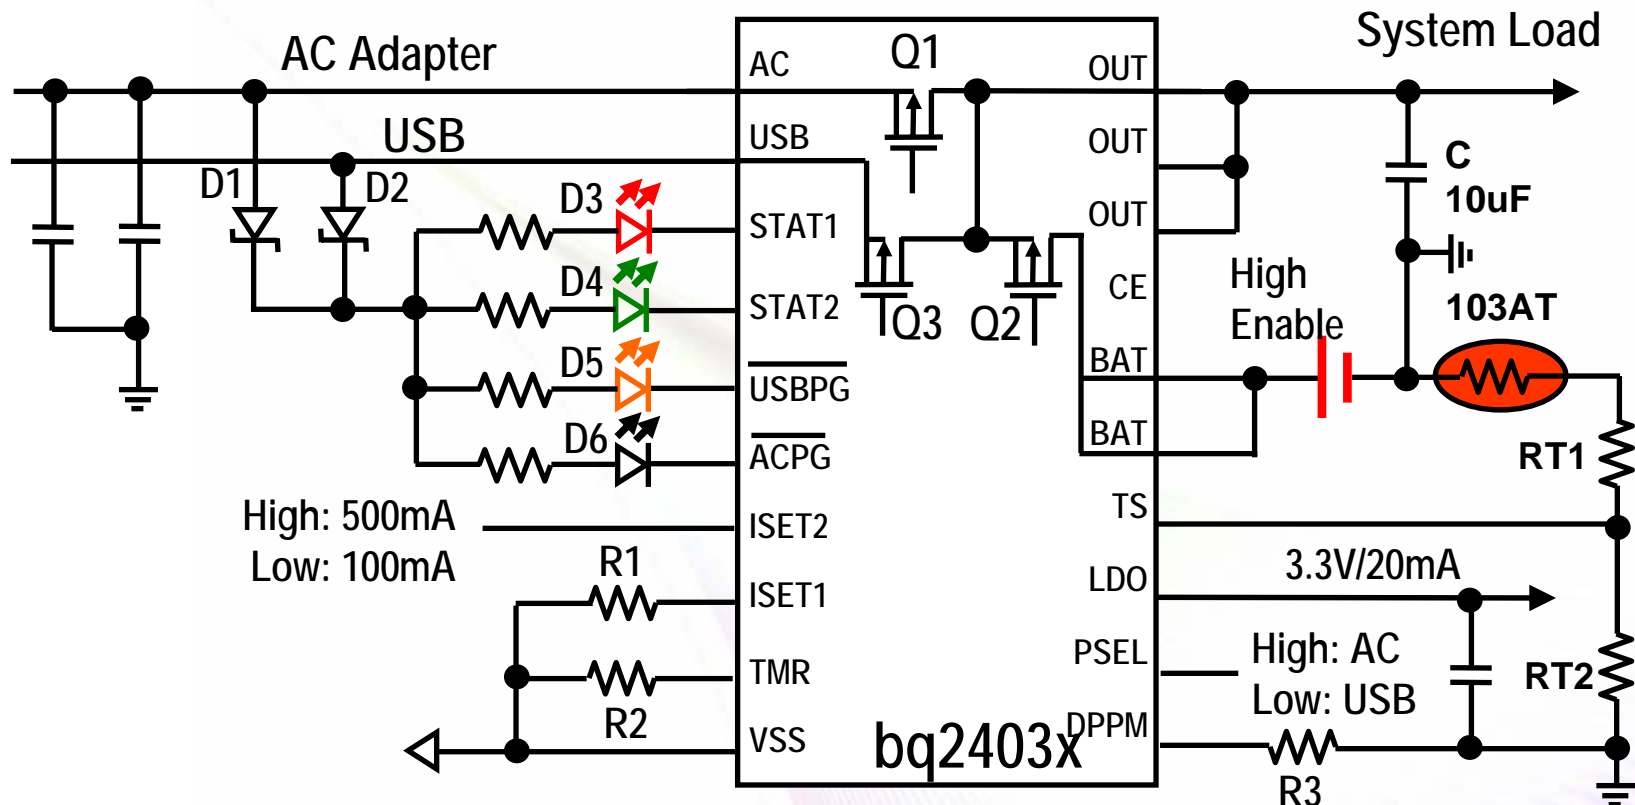 AC Adapter
System Load
AC
Q1
OUT
USB
USB
OUT
D1
D2
D3
C
10uF
STAT1
OUT
D4
High
Enable
CE
103AT
STAT2
Q3
Q2
D5
USBPG
BAT
D6
ACPG
BAT
RT1
High: 500mA
Low: 100mA
ISET2
TS
R1
ISET1
LDO
3.3V/20mA
TMR
PSEL
High: AC
Low: USB
RT2
R2
VSS
bq2403x
DPPM
R3